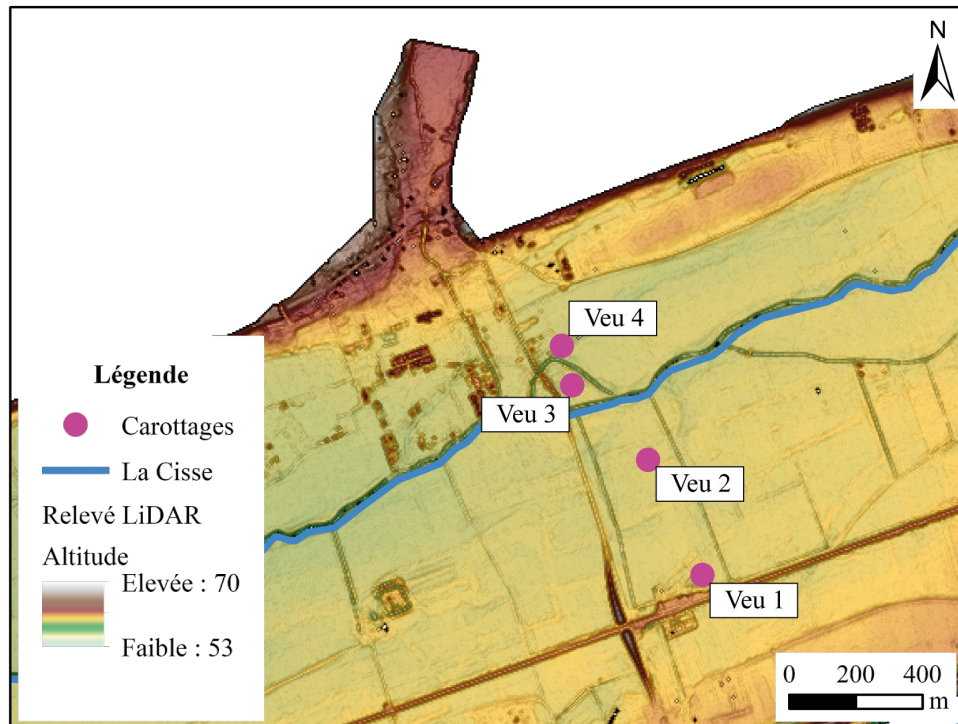 N
Veu 4
Veu 3
Veu 2
Veu 1
Légende
Carottages
La Cisse
Relevé LiDAR
Altitude
Elevée : 70
Faible : 53
0 200 400
m